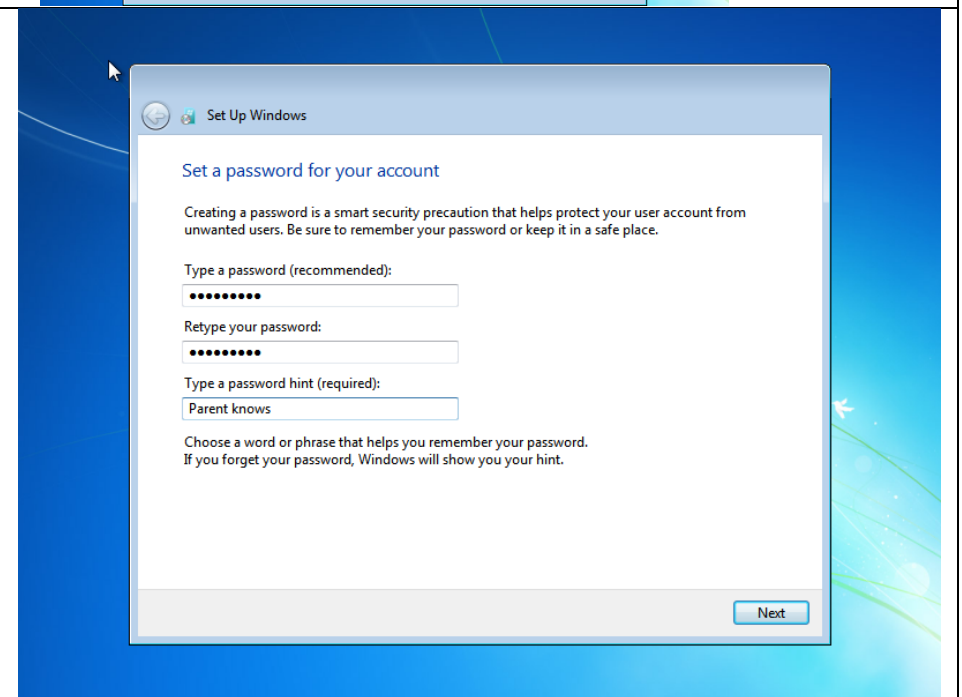 Set Up Windows
Set a password for your account
Creating a password is a smart security precaution that helps protect your user account from
unwanted users. Be sure to remember your password or keep it in a safe place.
Type a password (recommended):
●●●●●●●●●
Retype your password:
●●●●●●●●●
Type a password hint (required):
Parent knows
Choose a word or phrase that helps you remember your password.
If you forget your password, Windows will show you your hint.
Next